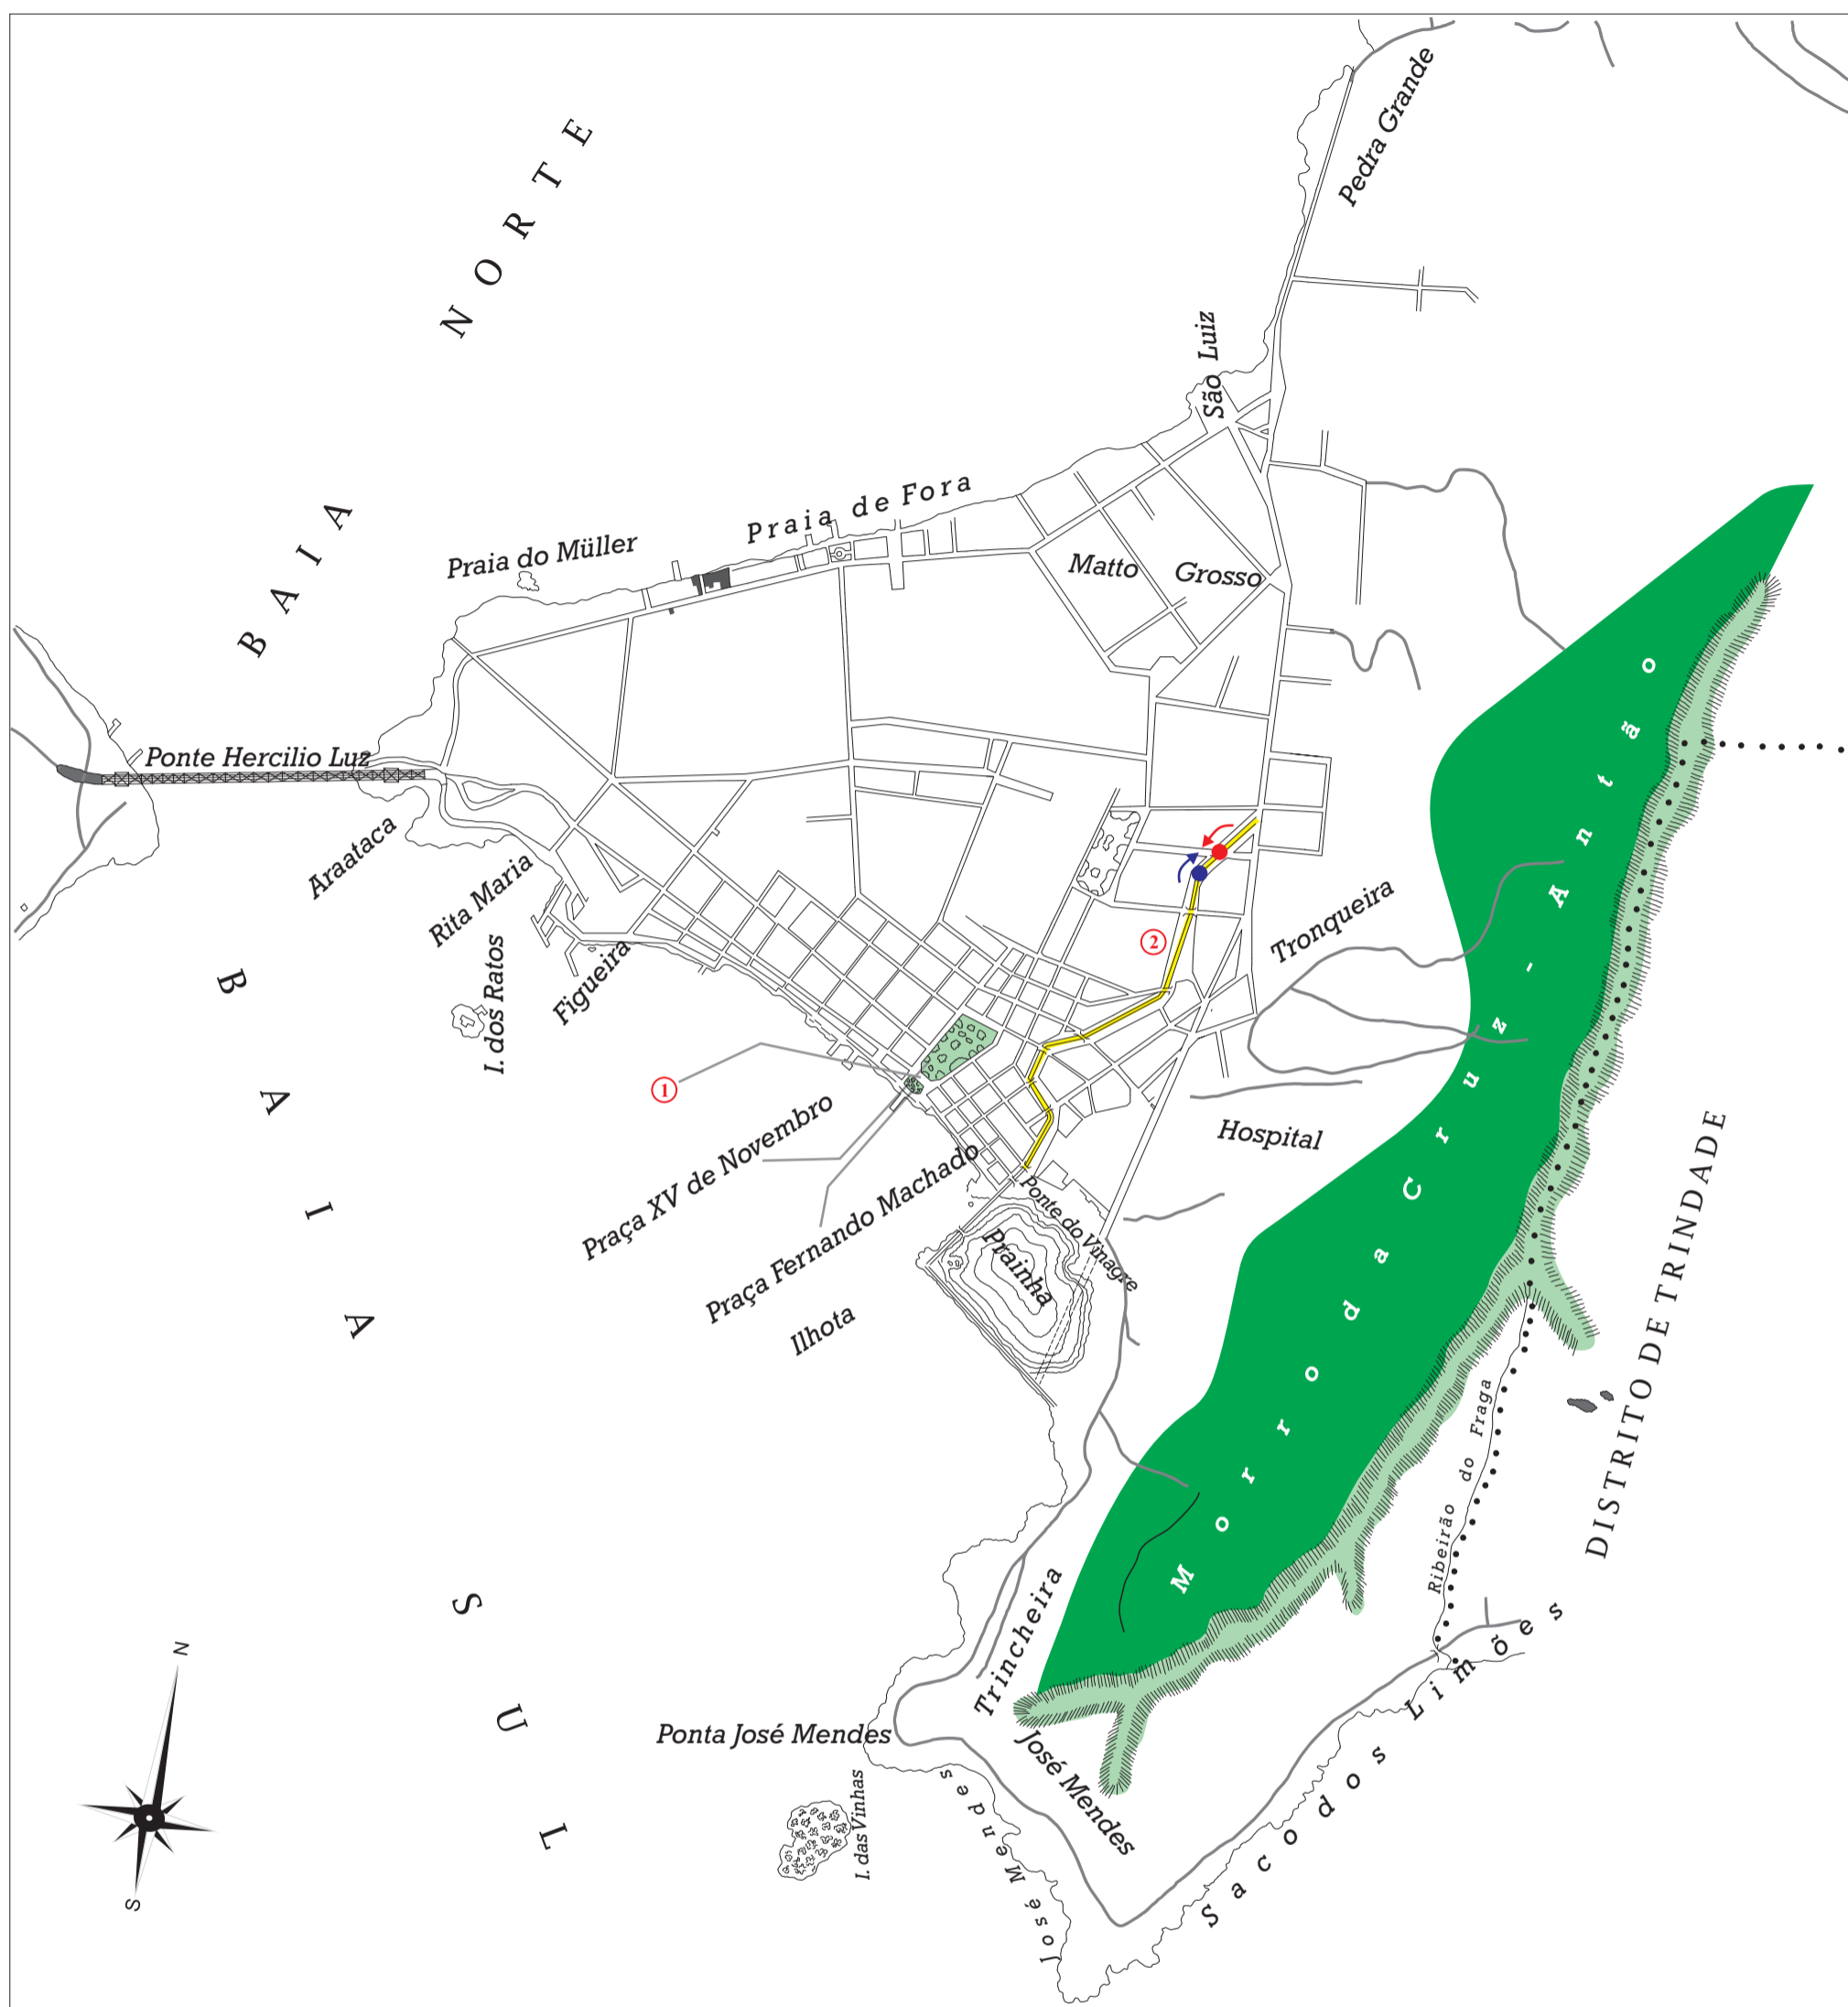 BAIA NORTE
Pedra Grande
São Luiz
Praia de Fora
Praia do Müller
Matto Grosso
Ponte Hercilio Luz
Araataca
Rita Maria
Figueira
I. dos Ratos
Tronqueira
2
1
Morro da Cruz - Antão
Hospital
Praça XV de Novembro
Praça Fernando Machado
Ilhota
Ponte do Vinagre
Prainha
BAIA SUL
DISTRITO DE TRINDADE
Ribeirão do Fraga
Trincheira
Ponta José Mendes
José Mendes
José Mendes
I. das Vinhas
Saco dos Limões
N
S